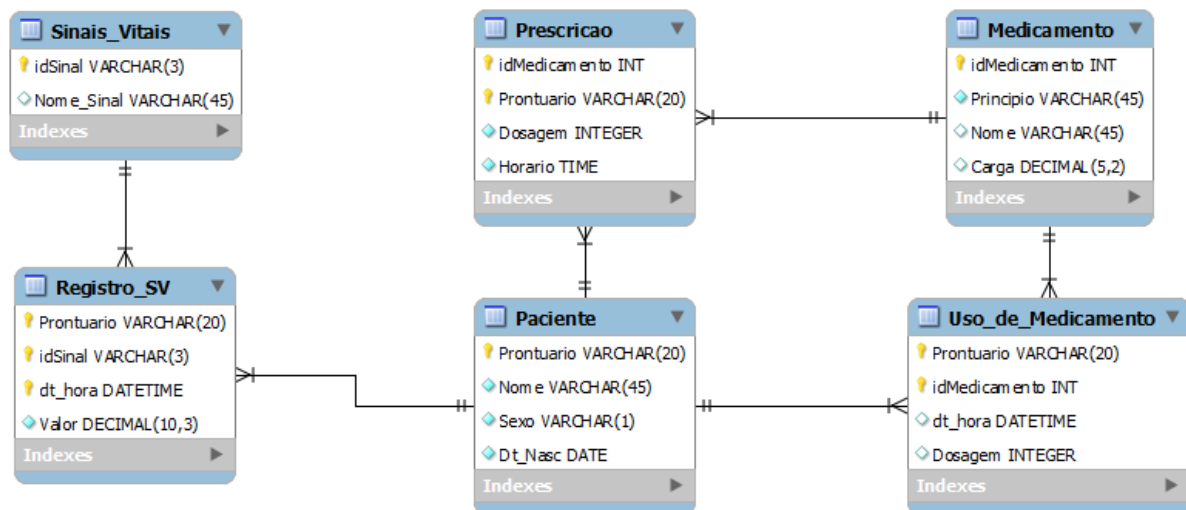 Sinais_Vitais
idSinal VARCHAR(3)
Nome_Sinal VARCHAR(45)
Indexes
Prescricao
idMedicamento INT
Prontuario VARCHAR(20)
Dosagem INTEGER
Horario TIME
Indexes
Medicamento
idMedicamento INT
Principio VARCHAR(45)
Nome VARCHAR(45)
Carga DECIMAL(5,2)
Indexes
Registro_SV
Prontuario VARCHAR(20)
idSinal VARCHAR(3)
dt_hora DATETIME
Valor DECIMAL(10,3)
Indexes
Paciente
Prontuario VARCHAR(20)
Nome VARCHAR(45)
Sexo VARCHAR(1)
Dt_Nasc DATE
Indexes
Uso_de_Medicamento
Prontuario VARCHAR(20)
idMedicamento INT
dt_hora DATETIME
Dosagem INTEGER
Indexes